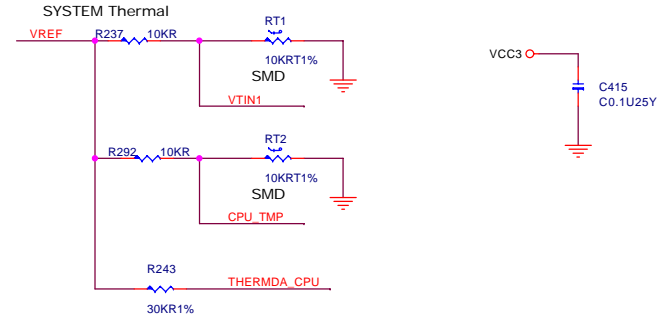 SYSTEM Thermal
VREF
R237
10KR
RT1
10KRT1%
SMD
VTIN1
R292
10KR
RT2
10KRT1%
SMD
CPU_TMP
R243
THERMDA_CPU
30KR1%
VCC3
C415
C0.1U25Y